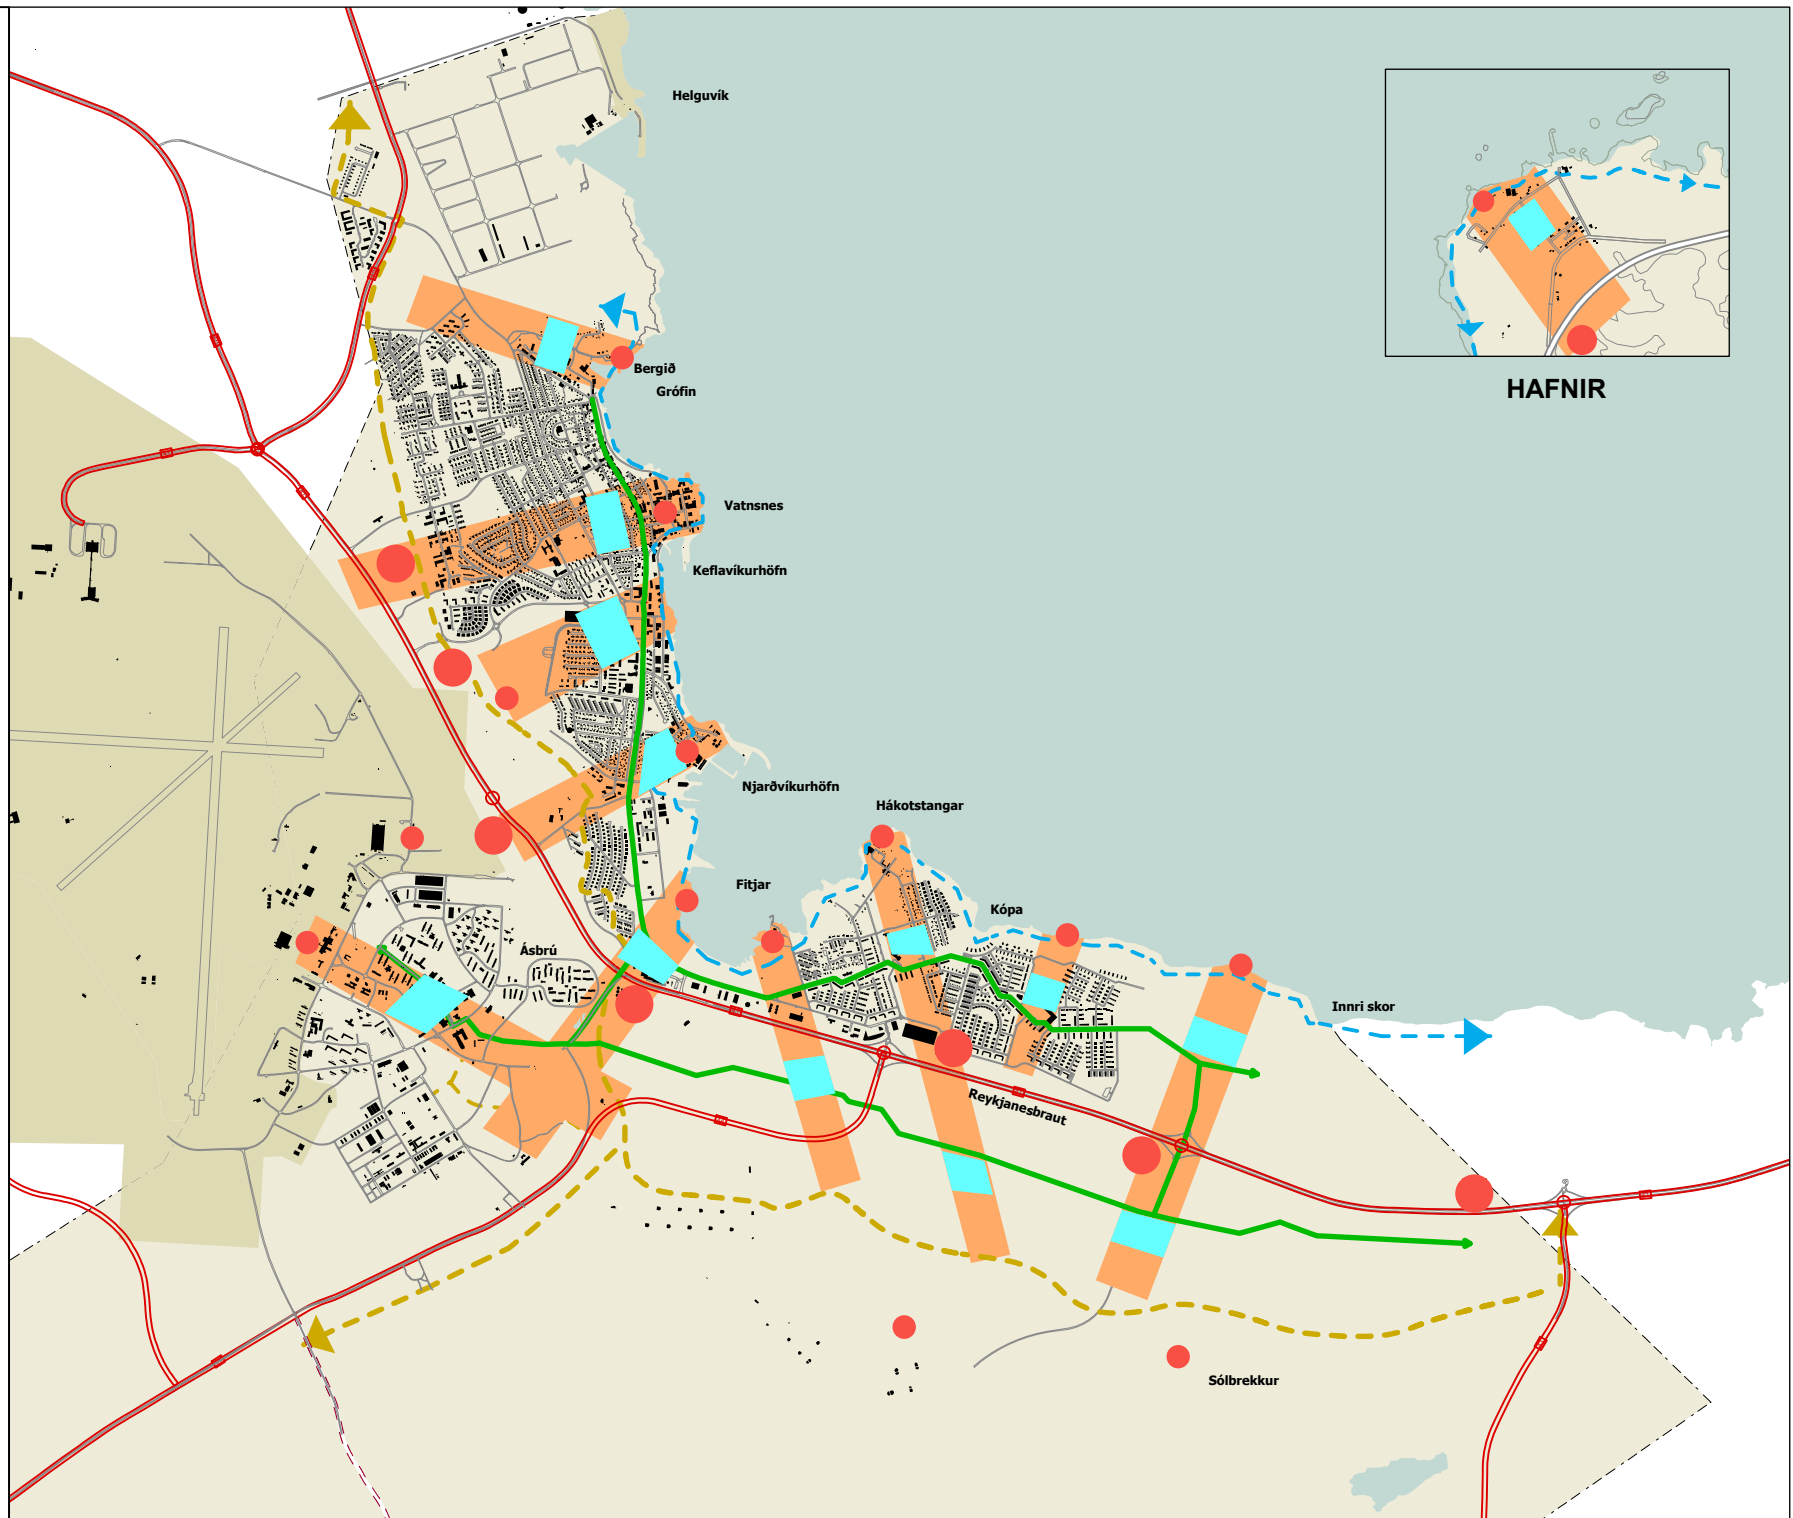 Helguvík
HAFNIR
Bergið
Grófin
Vatnsnes
Keflavíkurhöfn
Njarðvíkurhöfn
Hákotstangar
Fitjar
Kópa
Ásbrú
Innri skor
Reykjanesbraut
Sólbrekkur